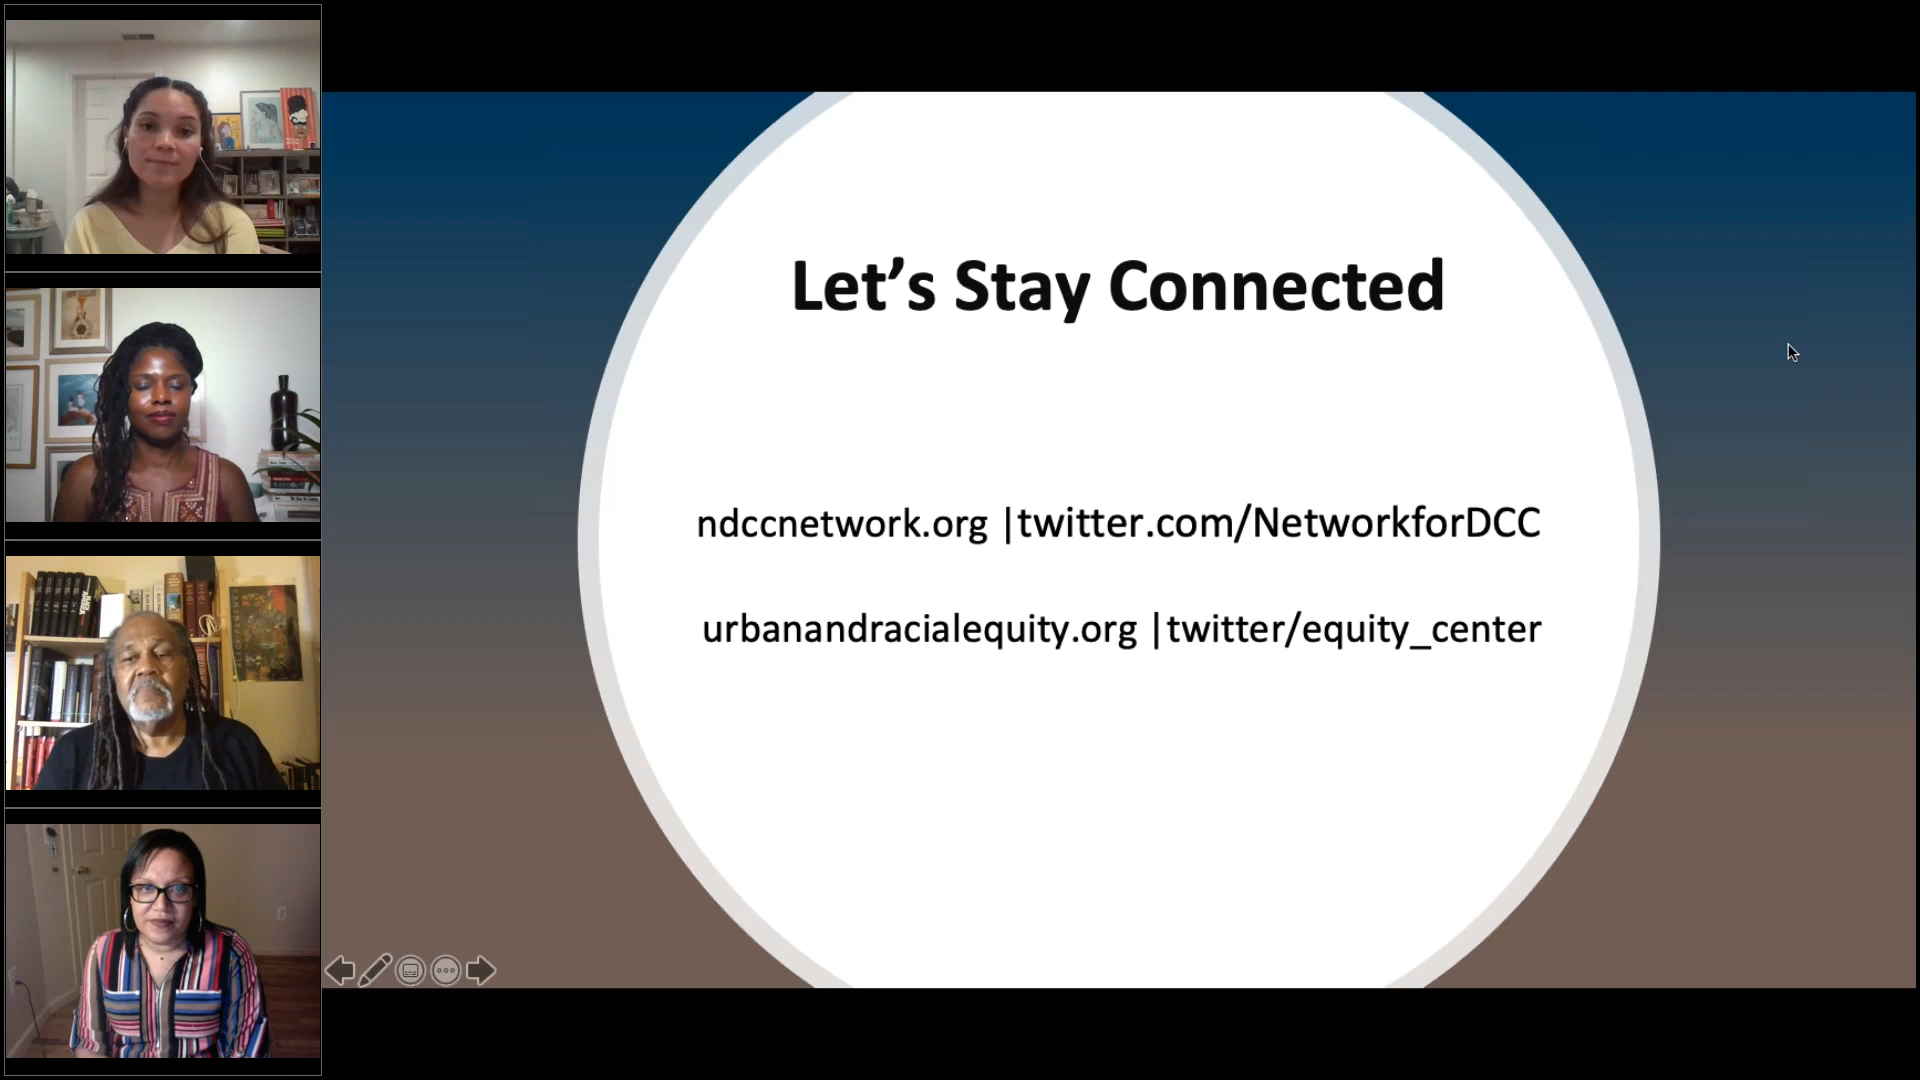 Let’s Stay Connected
ndccnetwork.org |twitter.com/NetworkforDCC
urbanandracialequity.org |twitter/equity_center